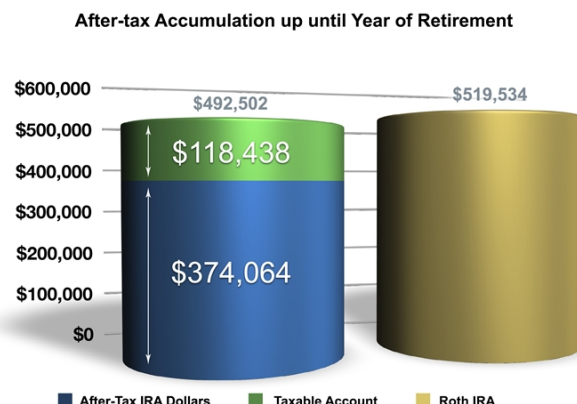 After-tax Accumulation up until Year of Retirement
$600,000
$492,502
$519,534
$500,000
$118,438
$400,000
$300,000
$374,064
$200,000
$100,000
$0
After-Tax IRA Dollars
Taxable Account
Roth IRA